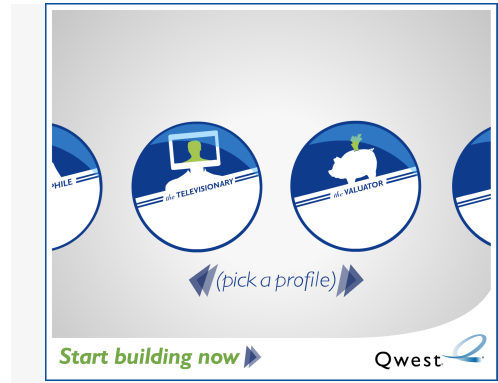 PHILE
the TELEVISIONARY
the VALUATOR
(pick a profile)
Start building now
Qwest